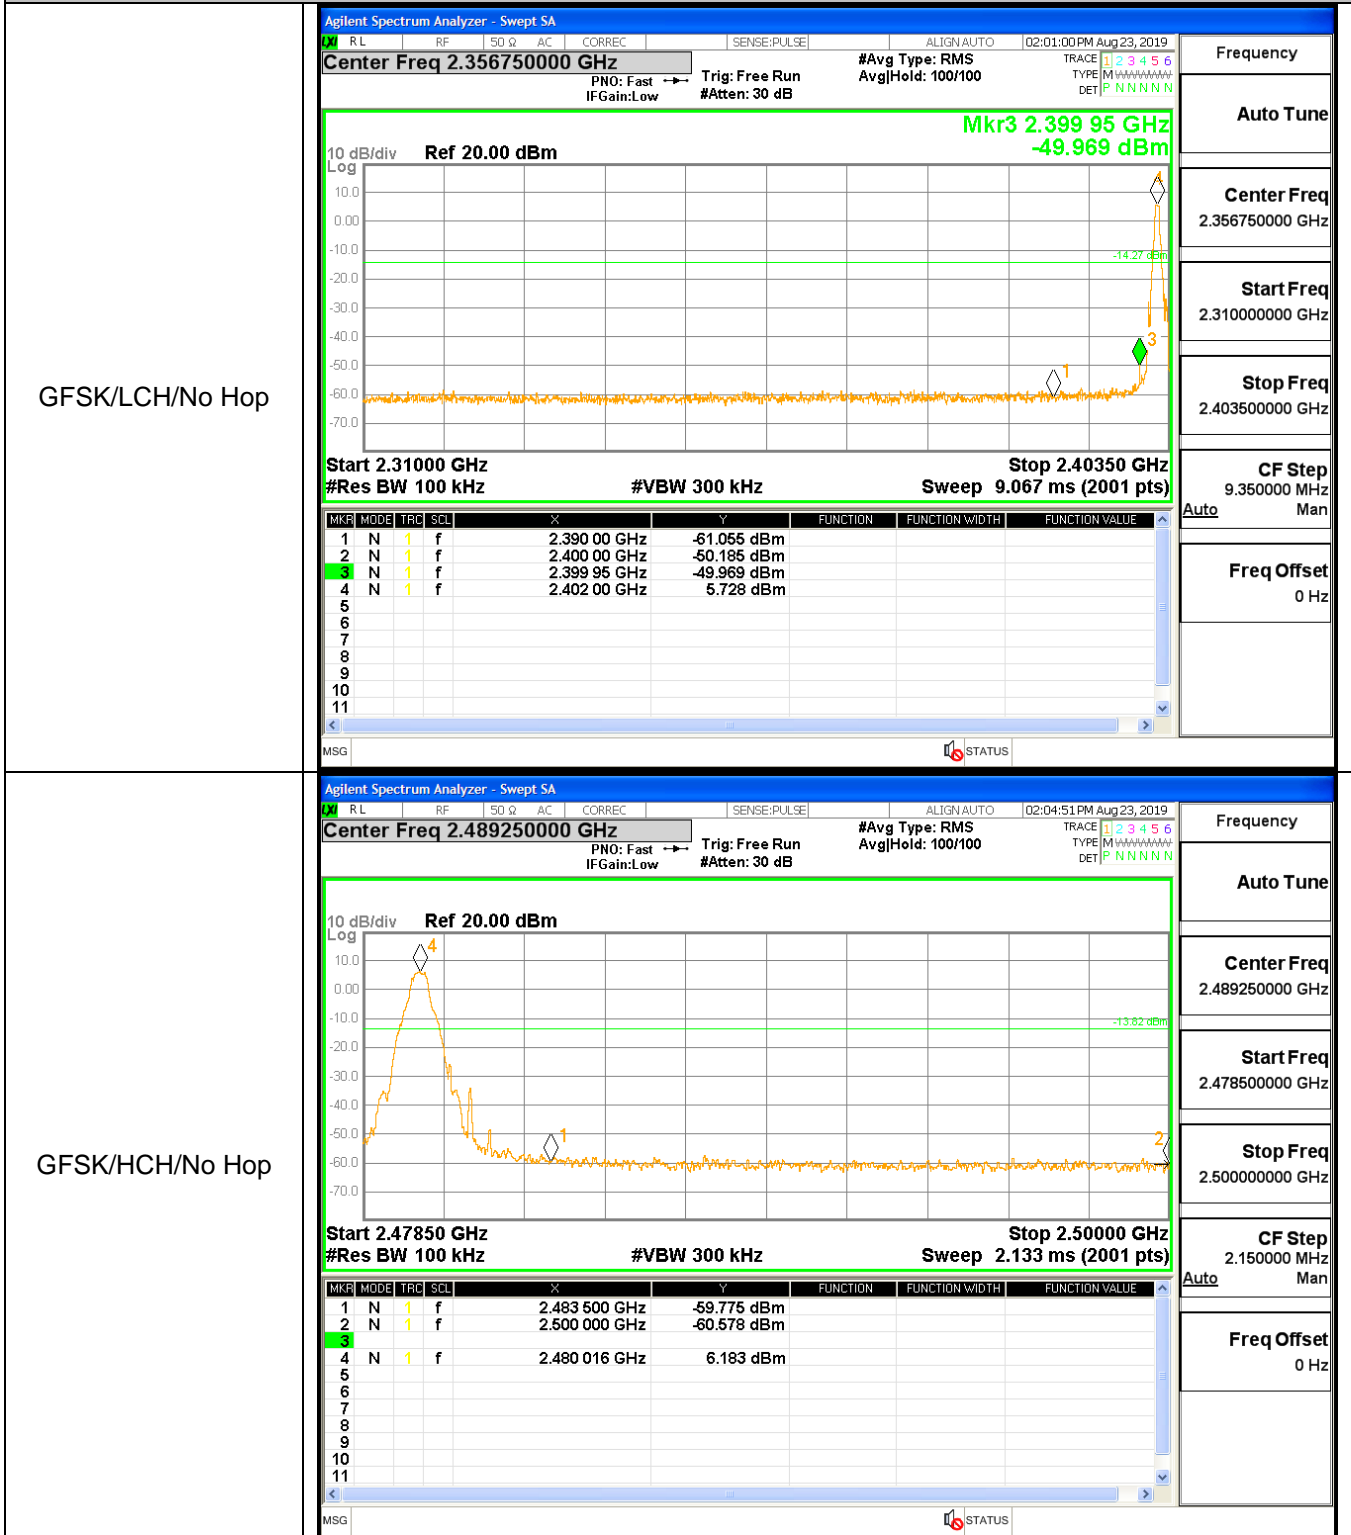 GFSK/LCH/No Hop
Agilent Spectrum Analyzer - Swept SA
LXI RL RF 50 Ω AC CORREC SENSE:PULSE ALIGN AUTO 02:01:00 PM Aug 23, 2019
Center Freq 2.356750000 GHz
PNO: Fast
IFGain:Low
Trig: Free Run
#Atten: 30 dB
#Avg Type: RMS
Avg|Hold: 100/100
TRACE 1 2 3 4 5 6
TYPE M WWWWW
DET P N N N N N
Mkr3 2.399 95 GHz
-49.969 dBm
10 dB/div Ref 20.00 dBm
Log
10.0
0.00
-10.0
-14.27 dBm
-20.0
-30.0
-40.0
3
-50.0
1
-60.0
-70.0
Start 2.31000 GHz Stop 2.40350 GHz
#Res BW 100 kHz #VBW 300 kHz Sweep 9.067 ms (2001 pts)
MKR MODE TRC SCL X Y FUNCTION FUNCTION WIDTH FUNCTION VALUE
1 N 1 f 2.390 00 GHz -61.055 dBm
2 N 1 f 2.400 00 GHz -50.185 dBm
3 N 1 f 2.399 95 GHz -49.969 dBm
4 N 1 f 2.402 00 GHz 5.728 dBm
5
6
7
8
9
10
11
MSG STATUS
Frequency
Auto Tune
Center Freq
2.356750000 GHz
Start Freq
2.310000000 GHz
Stop Freq
2.403500000 GHz
CF Step
9.350000 MHz
Auto Man
Freq Offset
0 Hz
GFSK/HCH/No Hop
Agilent Spectrum Analyzer - Swept SA
LXI RL RF 50 Ω AC CORREC SENSE:PULSE ALIGN AUTO 02:04:51 PM Aug 23, 2019
Center Freq 2.489250000 GHz
PNO: Fast
IFGain:Low
Trig: Free Run
#Atten: 30 dB
#Avg Type: RMS
Avg|Hold: 100/100
TRACE 1 2 3 4 5 6
TYPE M WWWWW
DET P N N N N N
10 dB/div Ref 20.00 dBm
Log
4
10.0
0.00
-10.0
-13.82 dBm
-20.0
-30.0
-40.0
-50.0
1
2
-60.0
-70.0
Start 2.47850 GHz Stop 2.50000 GHz
#Res BW 100 kHz #VBW 300 kHz Sweep 2.133 ms (2001 pts)
MKR MODE TRC SCL X Y FUNCTION FUNCTION WIDTH FUNCTION VALUE
1 N 1 f 2.483 500 GHz -59.775 dBm
2 N 1 f 2.500 000 GHz -60.578 dBm
3
4 N 1 f 2.480 016 GHz 6.183 dBm
5
6
7
8
9
10
11
MSG STATUS
Frequency
Auto Tune
Center Freq
2.489250000 GHz
Start Freq
2.478500000 GHz
Stop Freq
2.500000000 GHz
CF Step
2.150000 MHz
Auto Man
Freq Offset
0 Hz